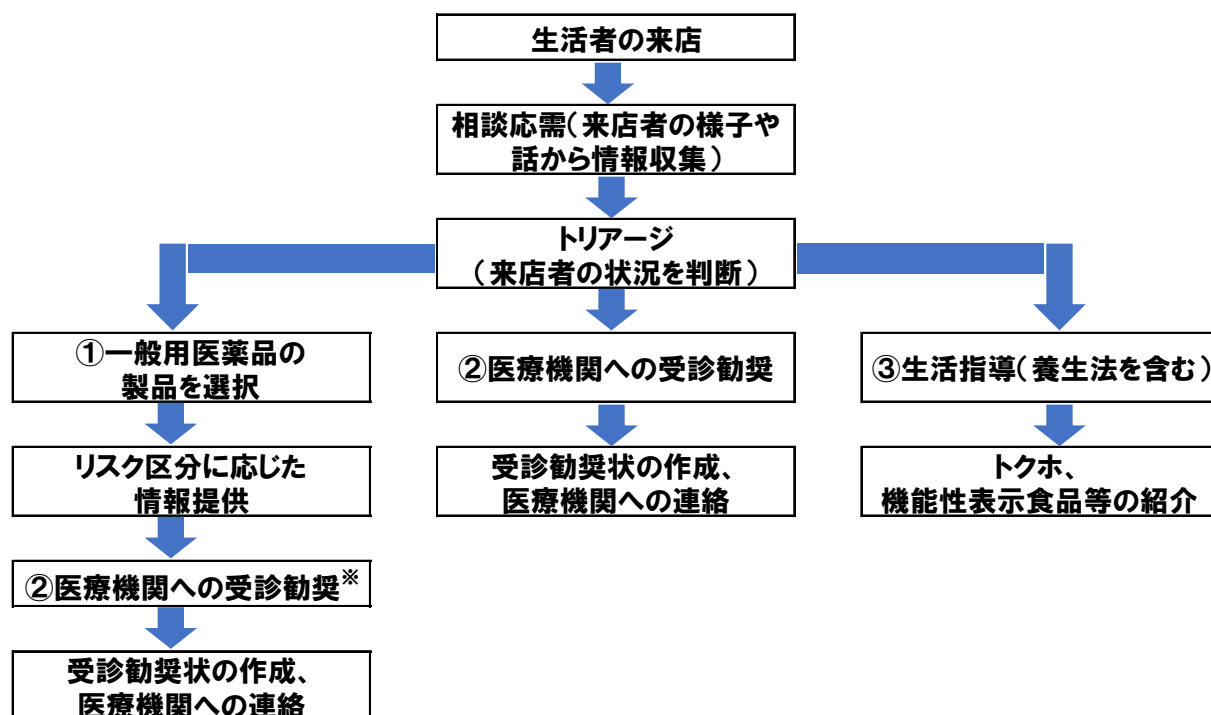 生活者の来店
相談応需(来店者の様子や
話から情報収集)
トリアージ
(来店者の状況を判断)
①一般用医薬品の
製品を選択
②医療機関への受診勧奨
③生活指導(養生法を含む)
リスク区分に応じた
情報提供
受診勧奨状の作成、
医療機関への連絡
トクホ、
機能性表示食品等の紹介
②医療機関への受診勧奨※
受診勧奨状の作成、
医療機関への連絡